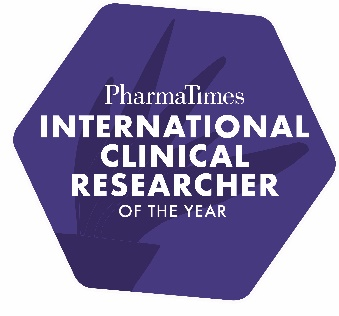 PharmaTimes
INTERNATIONAL
CLINICAL
RESEARCHER
OF THE YEAR